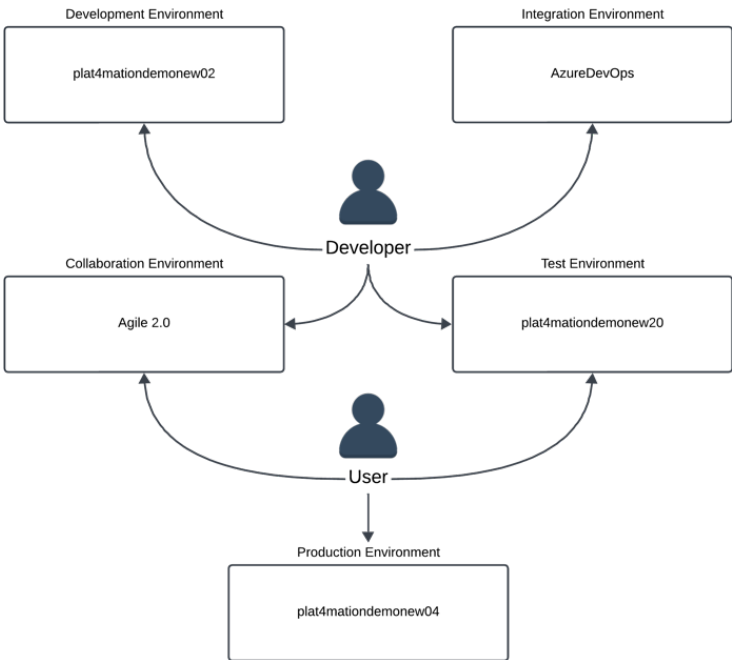 Development Environment
Integration Environment
plat4mationdemonew02
AzureDevOps
Developer
Collaboration Environment
Test Environment
Agile 2.0
plat4mationdemonew20
User
Production Environment
plat4mationdemonew04